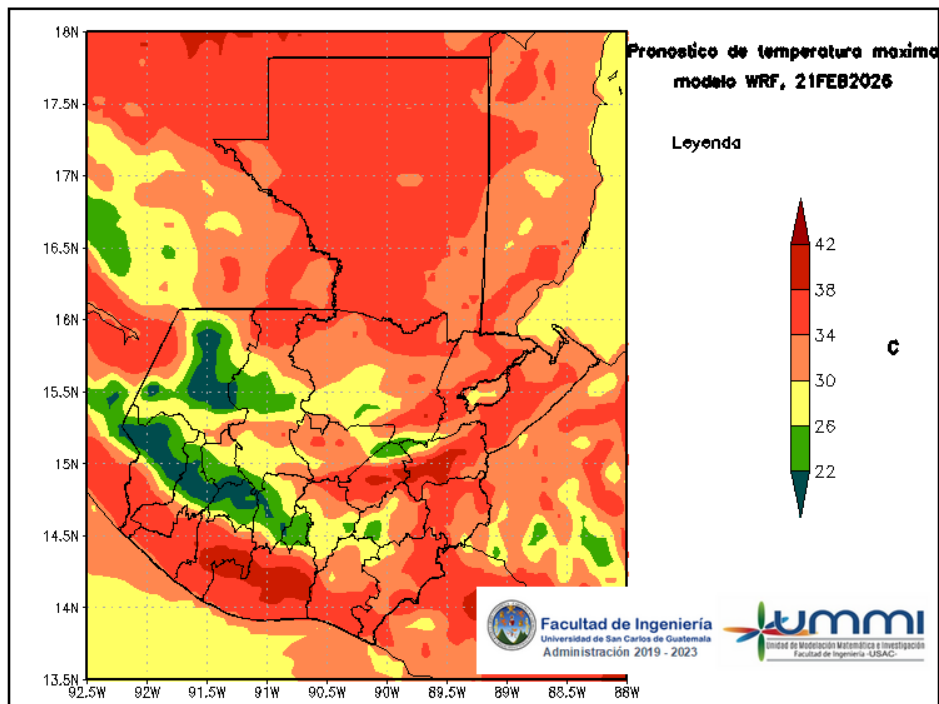 Pronostico de temperatura maxima
modelo WRF, 21FEB2026
Leyenda
42
38
34
30
26
22
C
18N
17.5N
17N
16.5N
16N
15.5N
15N
14.5N
14N
13.5N
92.5W
92W
91.5W
91W
90.5W
90W
89.5W
89W
88.5W
88W
Facultad de Ingeniería
Universidad de San Carlos de Guatemala
Administración 2019 - 2023
UMMI
Unidad de Modelación Matemática e Investigación
Facultad de Ingeniería -USAC-